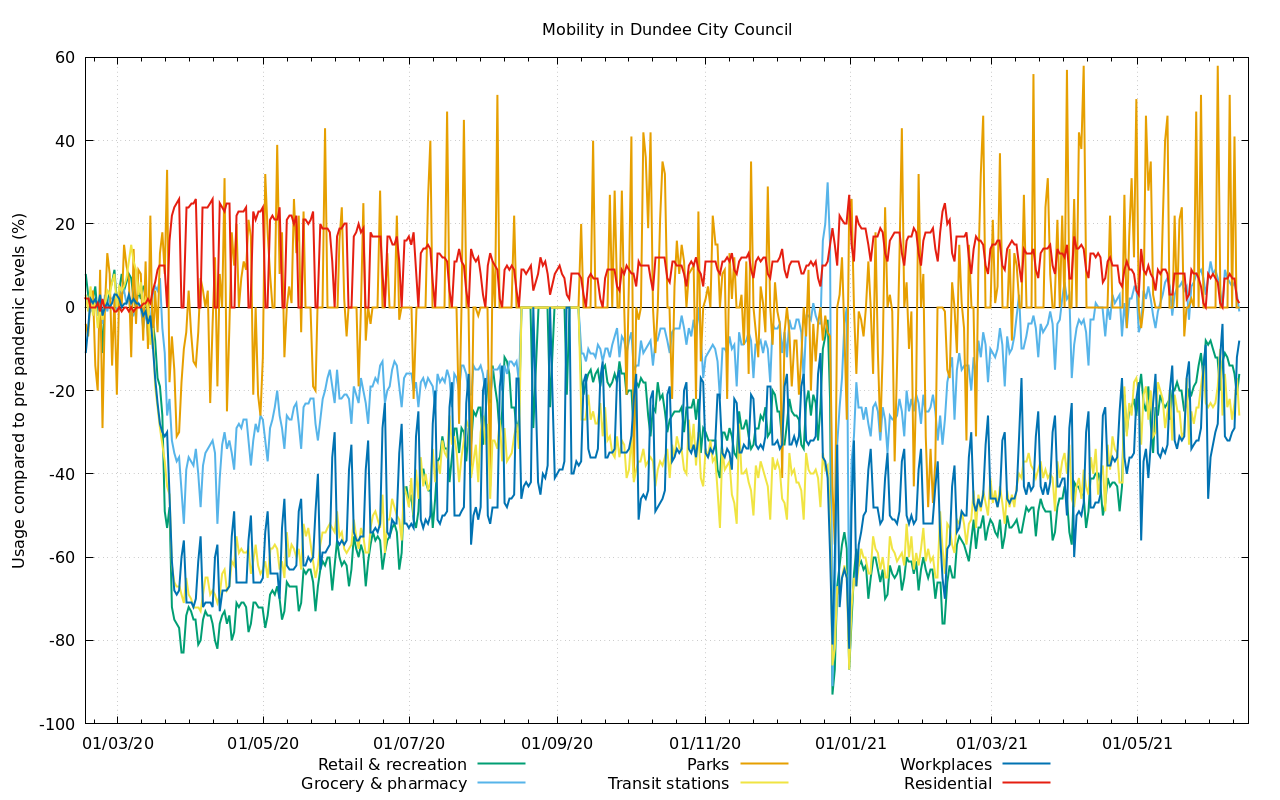 Mobility in Dundee City Council
Usage compared to pre pandemic levels (%)
60
40
20
0
-20
-40
-60
-80
-100
01/03/20 01/05/20 01/07/20 01/09/20 01/11/20 01/01/21 01/03/21 01/05/21
Retail & recreation Parks Workplaces
Grocery & pharmacy Transit stations Residential